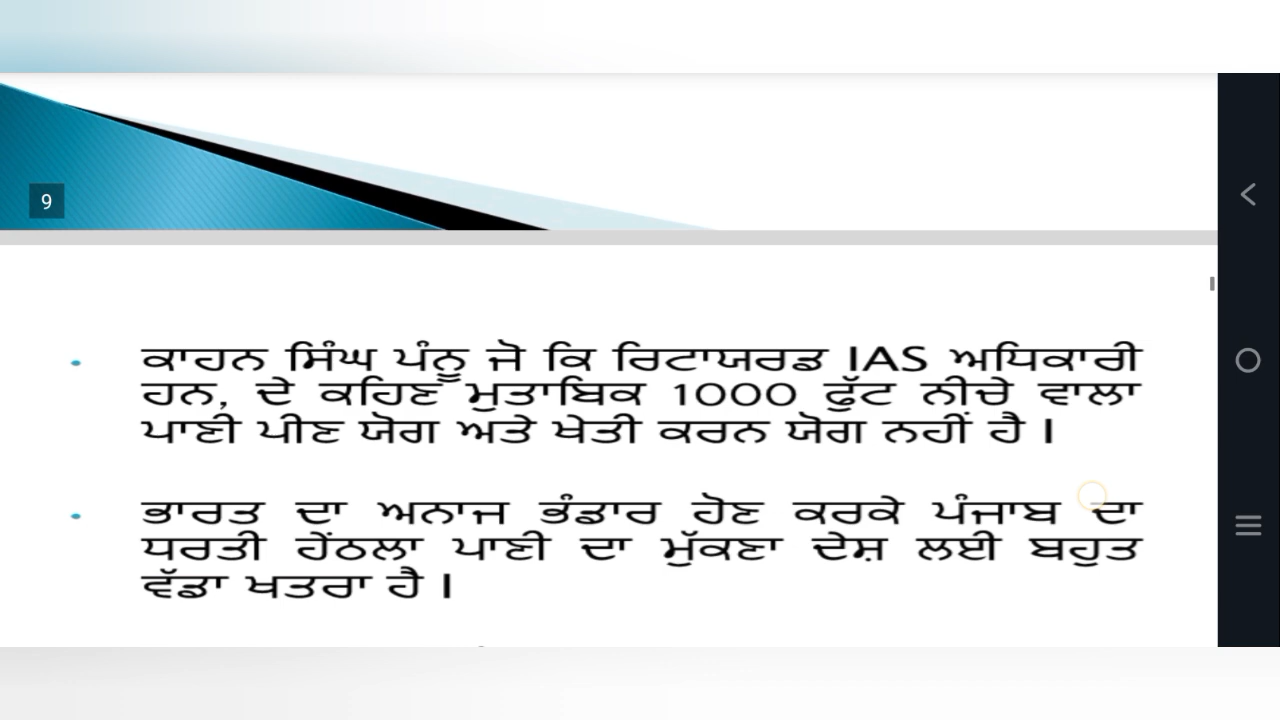 9
ਕਾਹਨ ਸਿੰਘ ਪੰਨੂ ਜੋ ਕਿ ਰਿਟਾਯਰਡ IAS ਅਧਿਕਾਰੀ
ਹਨ, ਦੇ ਕਹਿਣ ਮੁਤਾਬਿਕ 1000 ਫੁੱਟ ਨੀਚੇ ਵਾਲਾ
ਪਾਣੀ ਪੀਣ ਯੋਗ ਅਤੇ ਖੇਤੀ ਕਰਨ ਯੋਗ ਨਹੀਂ ਹੈ I
ਭਾਰਤ ਦਾ ਅਨਾਜ ਭੰਡਾਰ ਹੋਣ ਕਰਕੇ ਪੰਜਾਬ ਦਾ
ਧਰਤੀ ਹੇਂਠਲਾ ਪਾਣੀ ਦਾ ਮੁੱਕਣਾ ਦੇਸ਼ ਲਈ ਬਹੁਤ
ਵੱਡਾ ਖਤਰਾ ਹੈ I